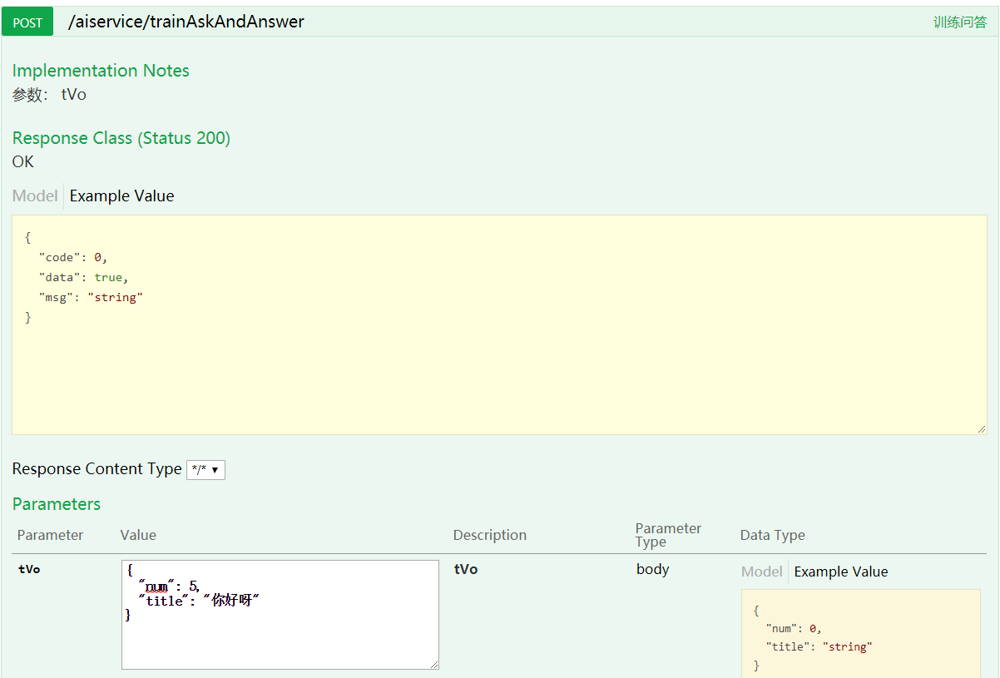 POST /aiservice/trainAskAndAnswer 训练问答
Implementation Notes
参数： tVo
Response Class (Status 200)
OK
Model Example Value
{
"code": 0,
"data": true,
"msg": "string"
}
Response Content Type */*
Parameters
Parameter Value Description Parameter Type Data Type
tVo
{
"num": 5,
"title": "你好呀"
}
tVo
body
Model Example Value
{
"num": 0,
"title": "string"
}